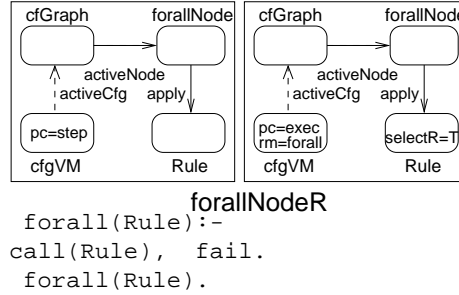 cfGraph forallNode cfGraph forallNode
activeNode activeNode
activeCfg apply activeCfg apply
pc=step pc=exec
rm=forall selectR=T
cfgVM Rule cfgVM Rule
forallNodeR
forall(Rule):-
call(Rule), fail.
forall(Rule).